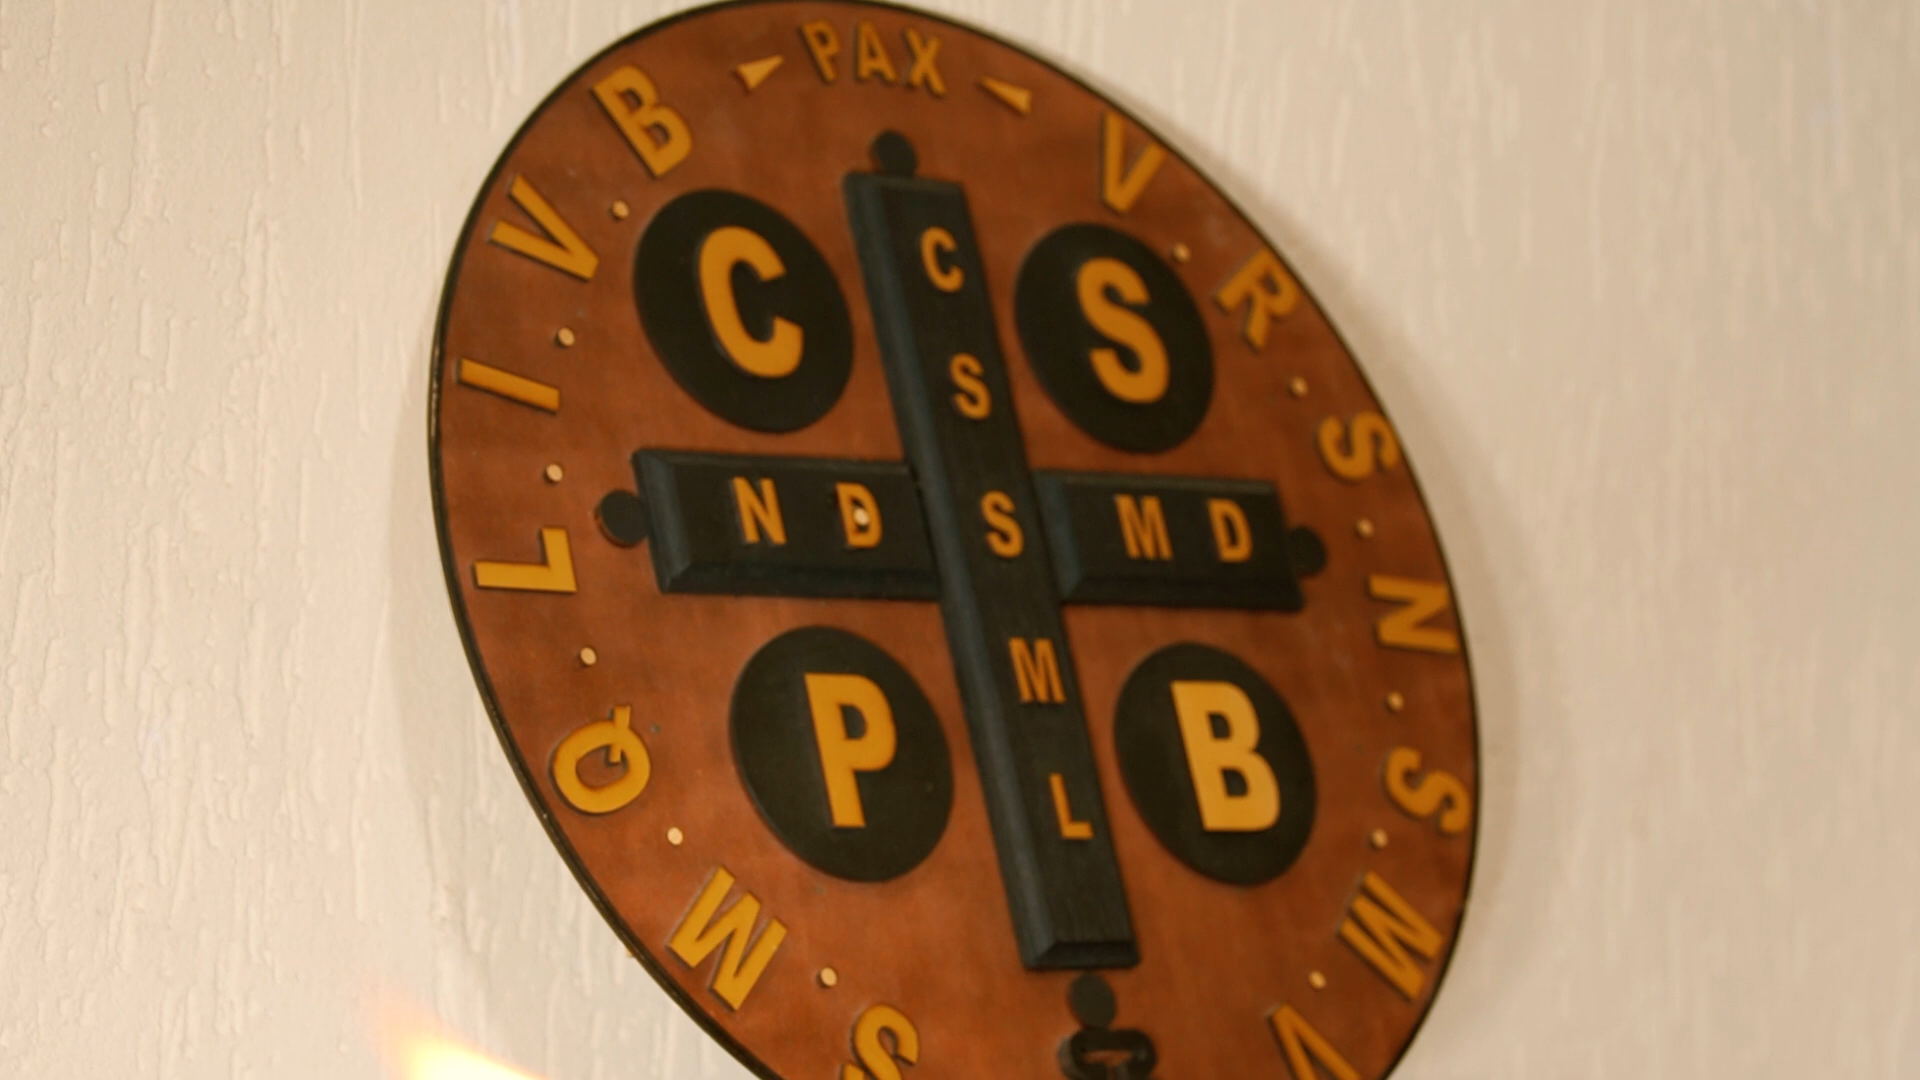 PAX
V · R · S · N · S · M · V
S · M · Q · L · I · V · B
C S
C
S
N D S M D
M
L
P B